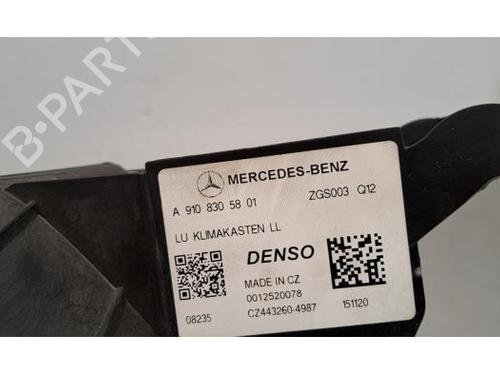 MERCEDES-BENZ
A 910 830 58 01 ZGS003 Q12
LU KLIMAKASTEN LL
DENSO
MADE IN CZ
0012520078
08235 CZ443260-4987 151120
B-PARTS